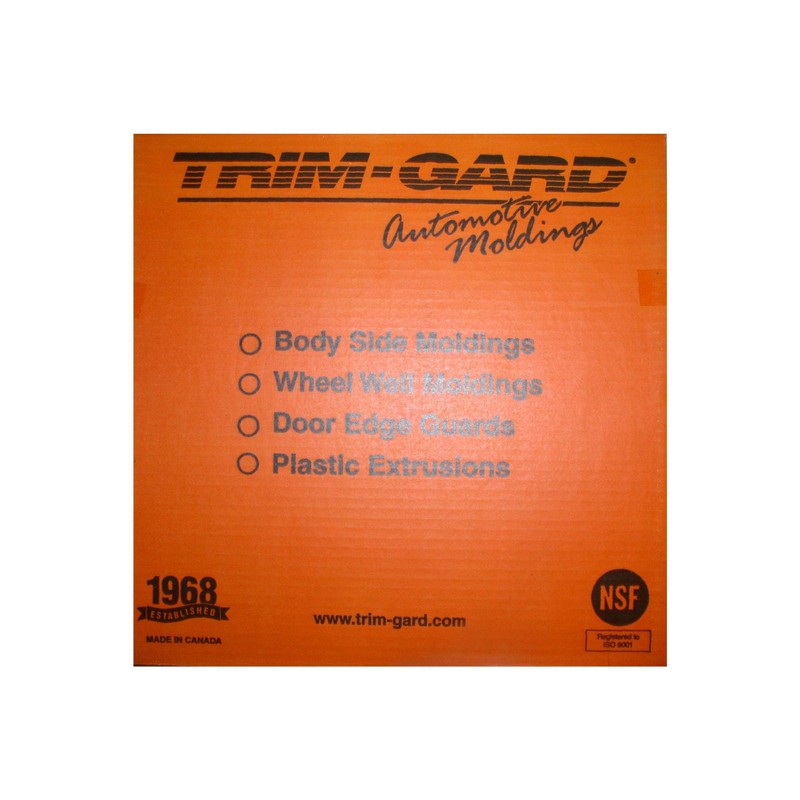 TRIM-GARD®
Automotive
Moldings
Body Side Moldings
Wheel Well Moldings
Door Edge Guards
Plastic Extrusions
1968
ESTABLISHED
MADE IN CANADA
www.trim-gard.com
NSF
Registered to
ISO 9001